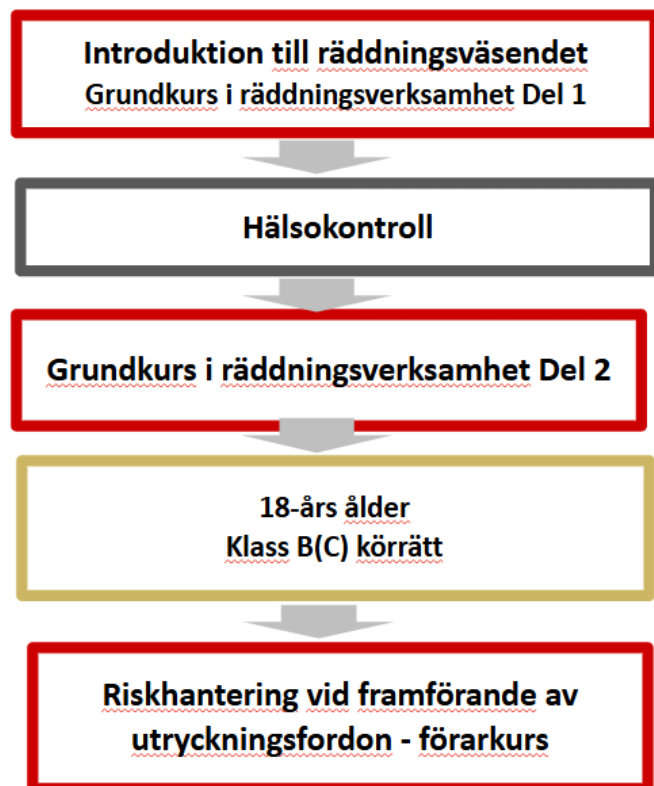 Introduktion till räddningsväsendet
Grundkurs i räddningsverksamhet Del 1
Hälsokontroll
Grundkurs i räddningsverksamhet Del 2
18-års ålder
Klass B(C) körrätt
Riskhantering vid framförande av
utryckningsfordon - förarkurs